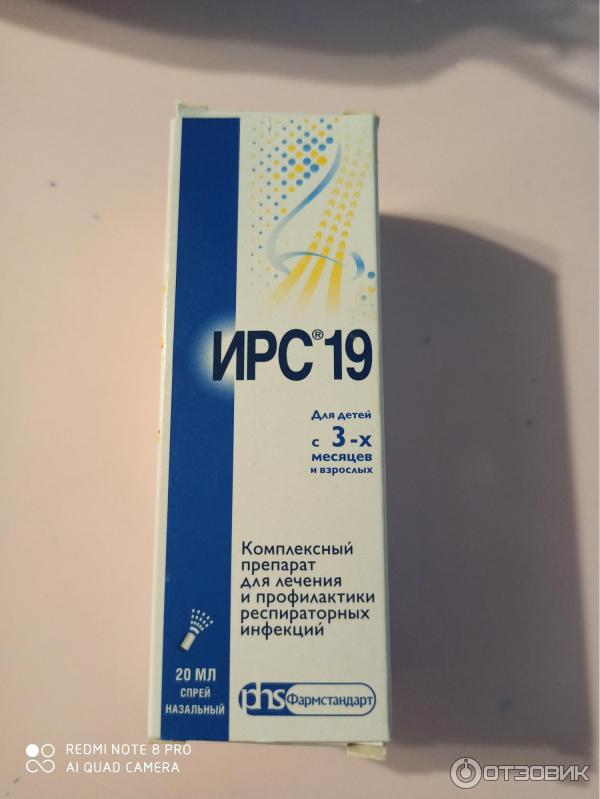 ИРС® 19
Для детей
с 3-х
месяцев
и взрослых
Комплексный
препарат
для лечения
и профилактики
респираторных
инфекций
20 МЛ
СПРЕЙ
НАЗАЛЬНЫЙ
phs Фармстандарт
REDMI NOTE 8 PRO
AI QUAD CAMERA
ОТЗОВИК